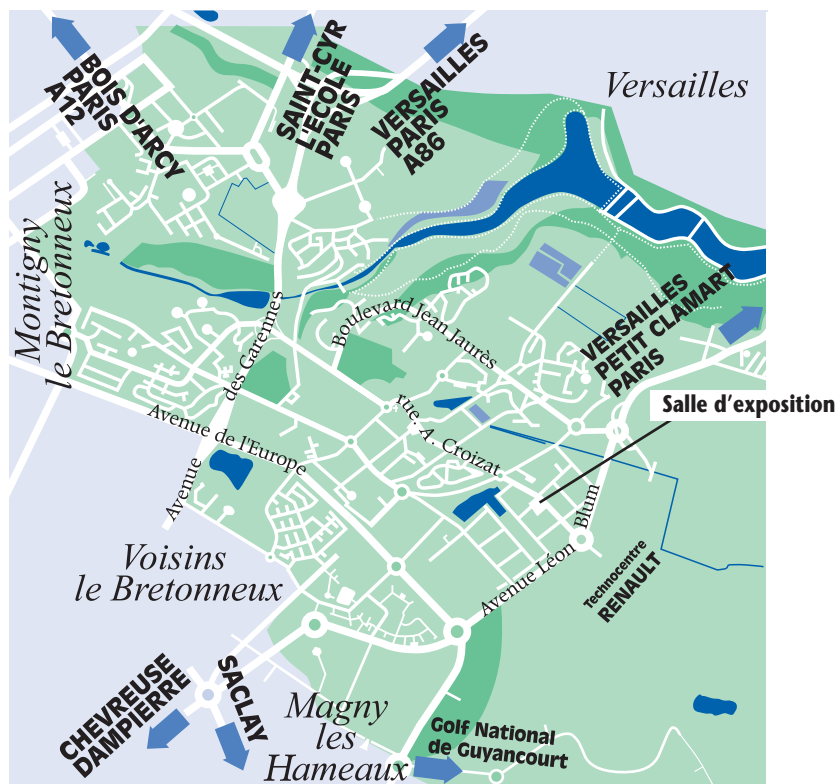 BOIS D'ARCY
PARIS
A12
SAINT-CYR
L'ECOLE
PARIS
VERSAILLES
PARIS
A86
Versailles
Montigny
le Bretonneux
VERSAILLES
PETIT CLAMART
PARIS
Boulevard Jean Jaurès
Avenue des Garennes
Salle d'exposition
rue. A. Croizat
Avenue de l'Europe
Avenue Léon Blum
Voisins
le Bretonneux
Technocentre
RENAULT
CHEVREUSE
DAMPIERRE
SACLAY
Magny
les
Hameaux
Golf National
de Guyancourt